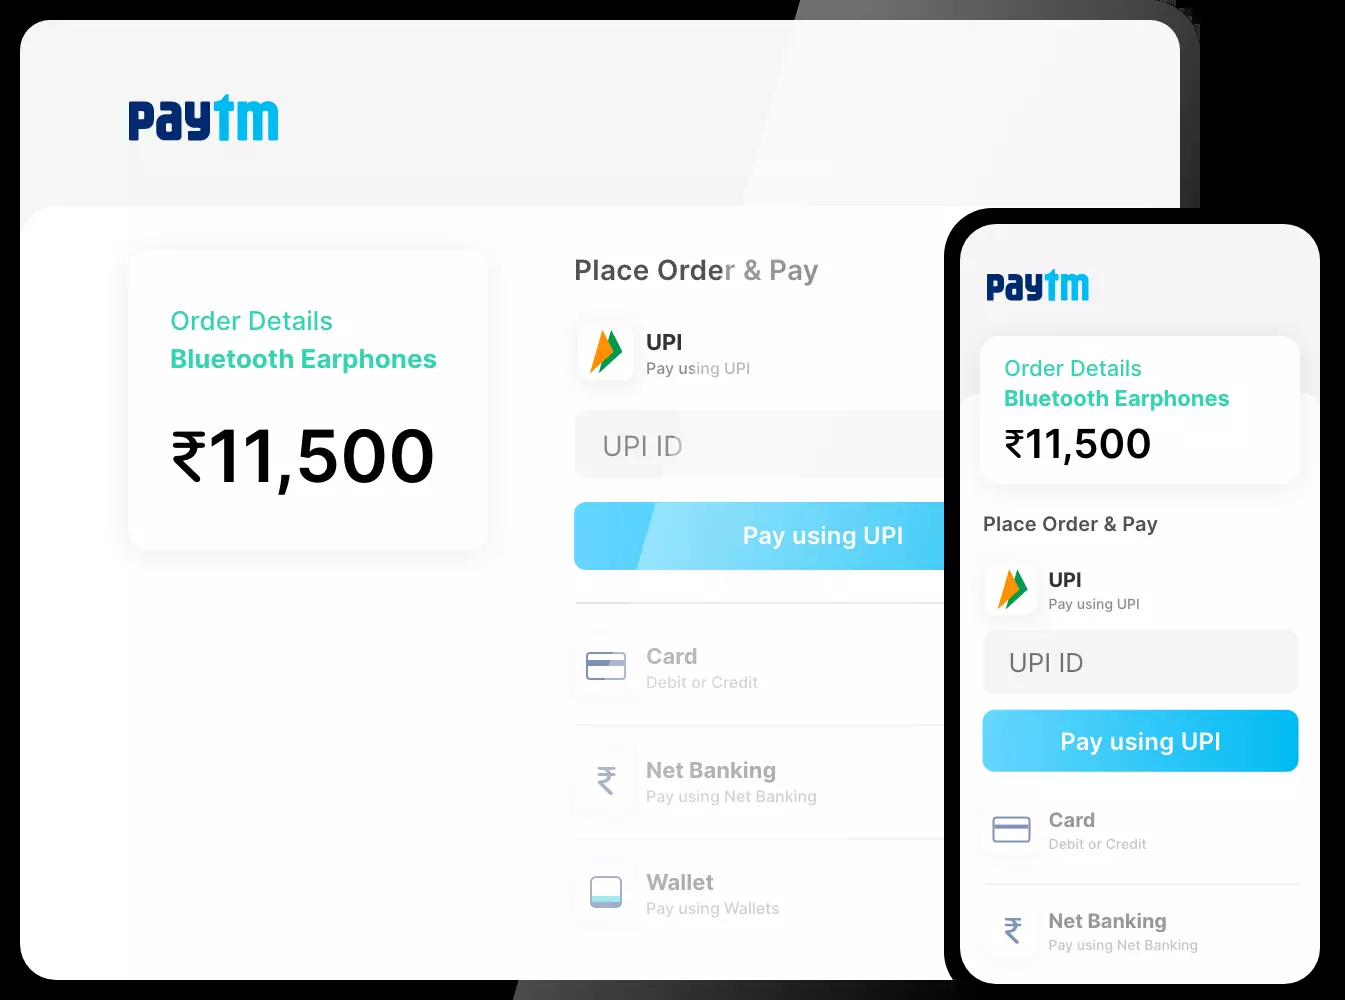 paytm
Order Details
Bluetooth Earphones
₹11,500
Place Order & Pay
UPI
Pay using UPI
UPI ID
Pay using UPI
Card
Debit or Credit
₹
Net Banking
Pay using Net Banking
Wallet
Pay using Wallets
paytm
Order Details
Bluetooth Earphones
₹11,500
Place Order & Pay
UPI
Pay using UPI
UPI ID
Pay using UPI
Card
Debit or Credit
₹
Net Banking
Pay using Net Banking